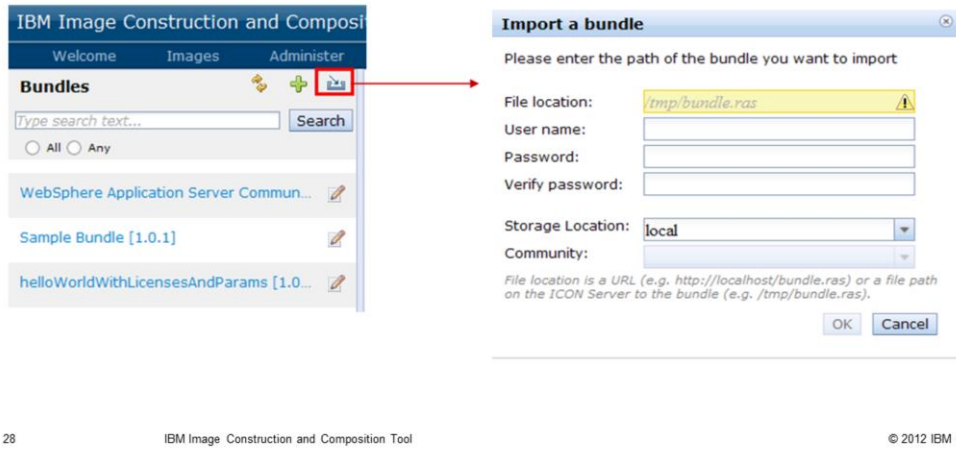 IBM Image Construction and Composi
Welcome Images Administer
Bundles
Type search text... Search
All Any
WebSphere Application Server Commun...
Sample Bundle [1.0.1]
helloWorldWithLicensesAndParams [1.0...
Import a bundle
Please enter the path of the bundle you want to import
File location: /tmp/bundle.ras
User name:
Password:
Verify password:
Storage Location: local
Community:
File location is a URL (e.g. http://localhost/bundle.ras) or a file path
on the ICON Server to the bundle (e.g. /tmp/bundle.ras).
OK Cancel
28 IBM Image Construction and Composition Tool © 2012 IBM